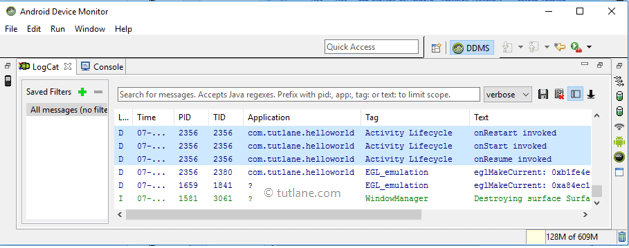 Android Device Monitor
File Edit Run Window Help
Quick Access
DDMS
LogCat Console
Saved Filters
Search for messages. Accepts Java regexes. Prefix with pid:, app:, tag: or text: to limit scope.
verbose
All messages (no filte
L... Time PID TID Application Tag Text
D 07-... 2356 2356 com.tutlane.helloworld Activity Lifecycle onRestart invoked
D 07-... 2356 2356 com.tutlane.helloworld Activity Lifecycle onStart invoked
D 07-... 2356 2356 com.tutlane.helloworld Activity Lifecycle onResume invoked
D 07-... 2356 2380 com.tutlane.helloworld EGL_emulation eglMakeCurrent: 0xb1fe4e
D 07-... 1659 1841 ? EGL_emulation eglMakeCurrent: 0xa84ec1
I 07-... 1581 3061 ? WindowManager Destroying surface Surfa
© tutlane.com
128M of 609M